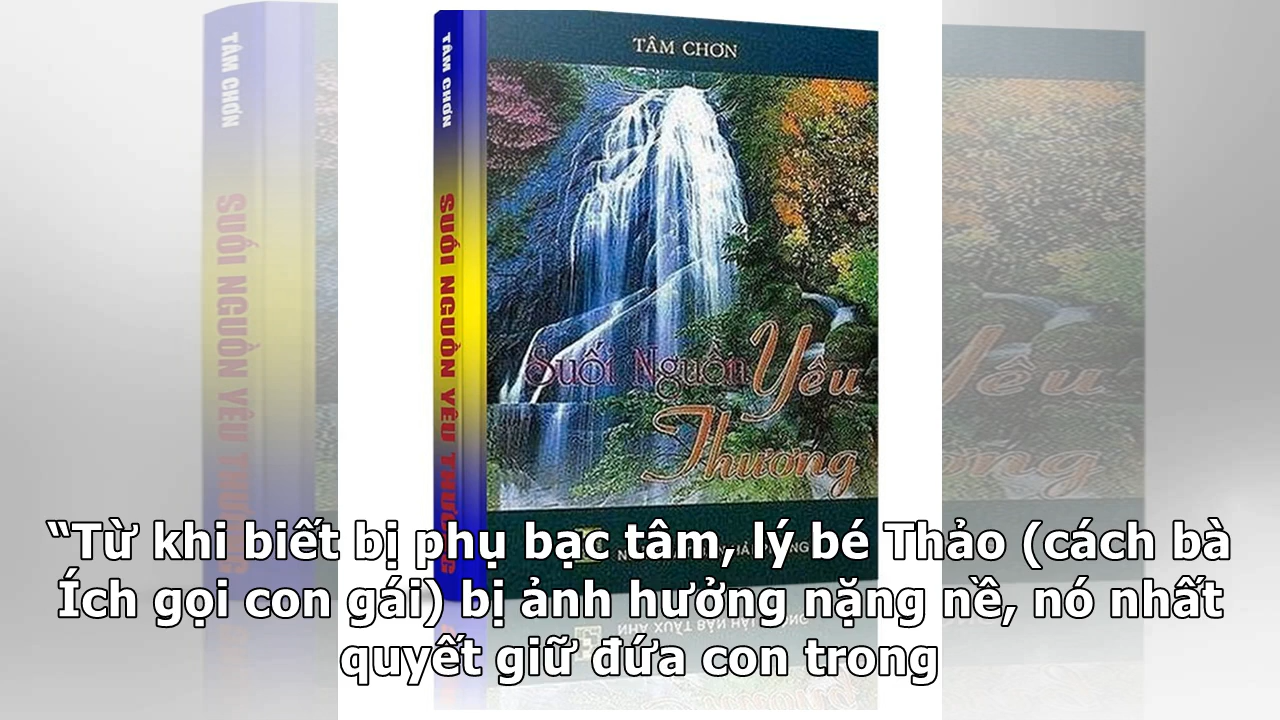 TÂM CHƠN
TÂM CHƠN
SUỐI NGUỒN YÊU THƯƠNG
Suối Nguồn Yêu
Thương
“Từ khi biết bị phụ bạc tâm, lý bé Thảo (cách bà
Ích gọi con gái) bị ảnh hưởng nặng nề, nó nhất
quyết giữ đứa con trong